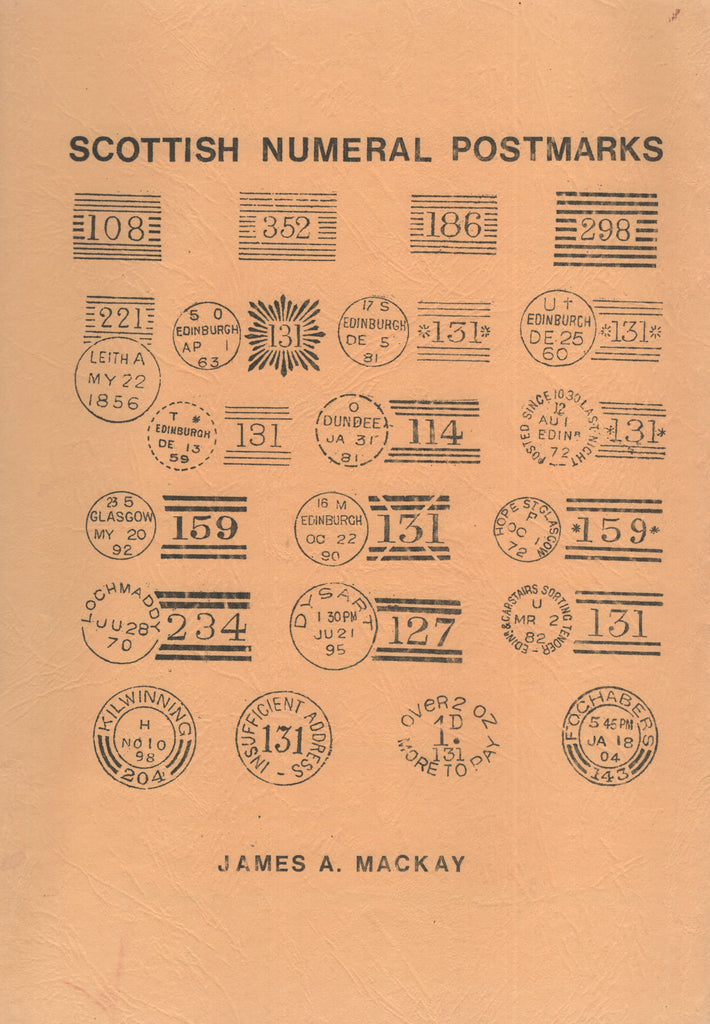 SCOTTISH NUMERAL POSTMARKS
108
352
186
298
221
LEITH A
MY 22
1856
5 O
EDINBURGH
AP 1
63
131
17 S
EDINBURGH
DE 5
81
*131*
U †
EDINBURGH
DE 25
60
*131*
T *
EDINBURGH
DE 13
59
131
O
DUNDEE
JA 31
81
114
POSTED SINCE 10 30 LAST NIGHT
12
AU 1
EDINR
72
*131*
23 5
GLASGOW
MY 20
92
159
16 M
EDINBURGH
OC 22
90
131
HOPE ST GLASGOW
P
OC 1
72
*159*
LOCHMADDY
JU 28
70
234
DYSART
1 30PM
JU 21
95
127
EDINR & CARSTAIRS SORTING TENDER
U
MR 2
82
131
KILWINNING
H
NO 10
98
204
INSUFFICIENT ADDRESS
131
OVER 2 OZ
1D
1.
131
MORE TO PAY
FOCHABERS
5 45 PM
JA 18
04
143
JAMES A. MACKAY